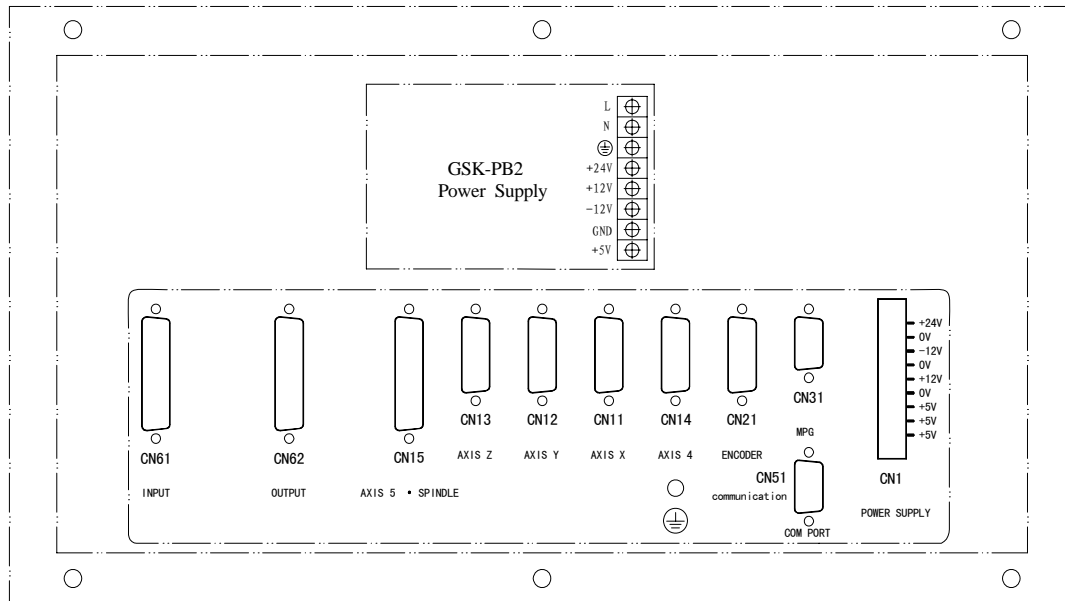 L
N
+24V
+12V
-12V
GND
+5V
GSK-PB2
Power Supply
+24V
0V
-12V
0V
+12V
0V
+5V
+5V
+5V
CN61
INPUT
CN62
OUTPUT
CN15
AXIS 5 • SPINDLE
CN13
AXIS Z
CN12
AXIS Y
CN11
AXIS X
CN14
AXIS 4
CN21
ENCODER
CN31
MPG
CN51
communication
COM PORT
CN1
POWER SUPPLY